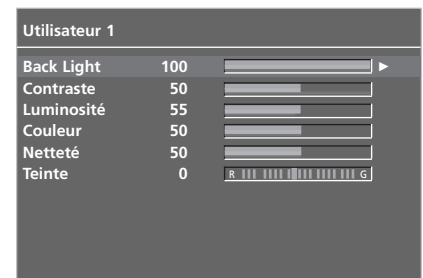 Utilisateur 1
Back Light 100
Contraste 50
Luminosité 55
Couleur 50
Netteté 50
Teinte 0 R G